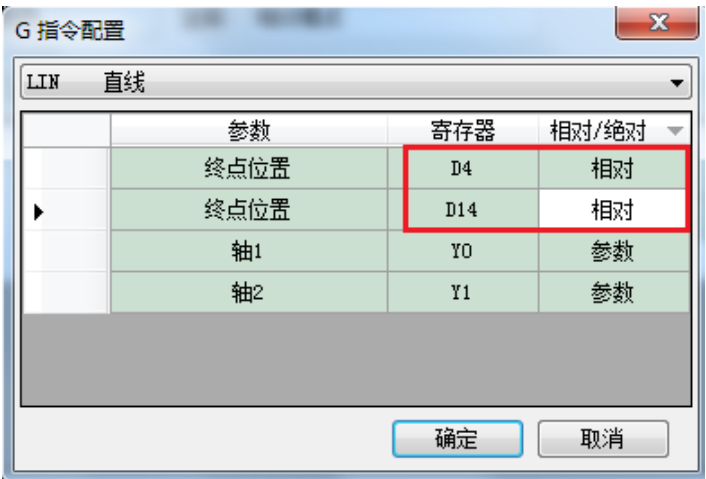 G 指令配置
LIN 直线
参数 寄存器 相对/绝对
终点位置 D4 相对
终点位置 D14 相对
轴1 Y0 参数
轴2 Y1 参数
确定 取消